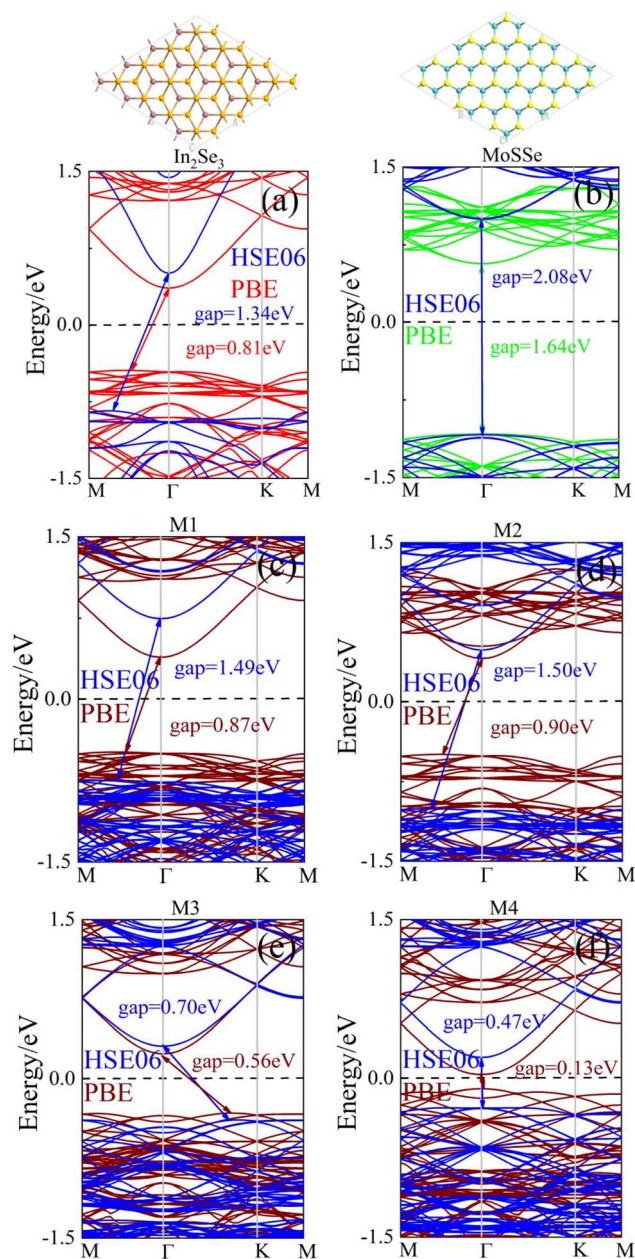 In2Se3
MoSSe
1.5
0.0
-1.5
Energy/eV
(a)
HSE06
PBE
gap=1.34eV
gap=0.81eV
M Γ K M
1.5
0.0
-1.5
Energy/eV
(b)
gap=2.08eV
HSE06
PBE
gap=1.64eV
M Γ K M
M1
1.5
0.0
-1.5
Energy/eV
(c)
gap=1.49eV
HSE06
PBE
gap=0.87eV
M Γ K M
M2
1.5
0.0
-1.5
Energy/eV
(d)
gap=1.50eV
HSE06
PBE
gap=0.90eV
M Γ K M
M3
1.5
0.0
-1.5
Energy/eV
(e)
gap=0.70eV
HSE06
gap=0.56eV
PBE
M Γ K M
M4
1.5
0.0
-1.5
Energy/eV
(f)
gap=0.47eV
HSE06
gap=0.13eV
PBE
M Γ K M